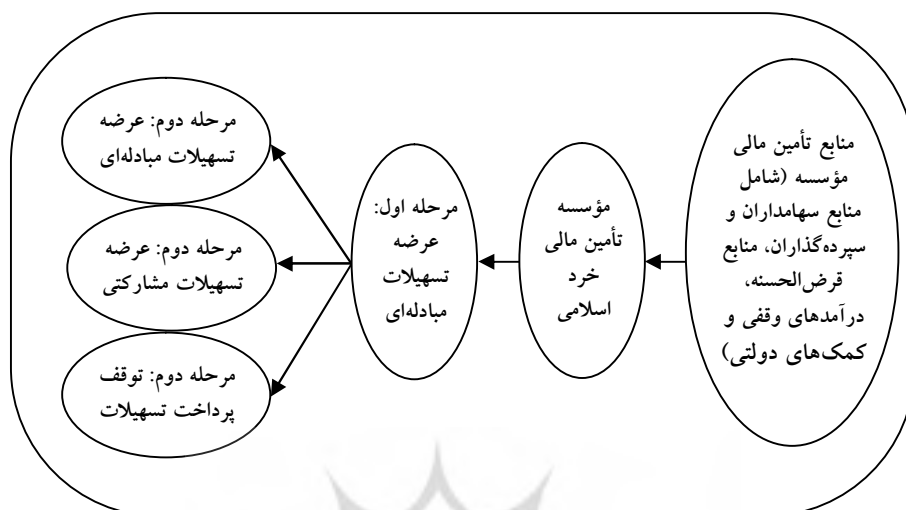 منابع تأمین مالی
مؤسسه (شامل
منابع سهامداران و
سپرده‌گذاران، منابع
قرض‌الحسنه،
درآمدهای وقفی و
کمک‌های دولتی)
مؤسسه
تأمین مالی
خرد
اسلامی
مرحله اول:
عرضه
تسهیلات
مبادله‌ای
مرحله دوم: عرضه
تسهیلات مبادله‌ای
مرحله دوم: عرضه
تسهیلات مشارکتی
مرحله دوم: توقف
پرداخت تسهیلات